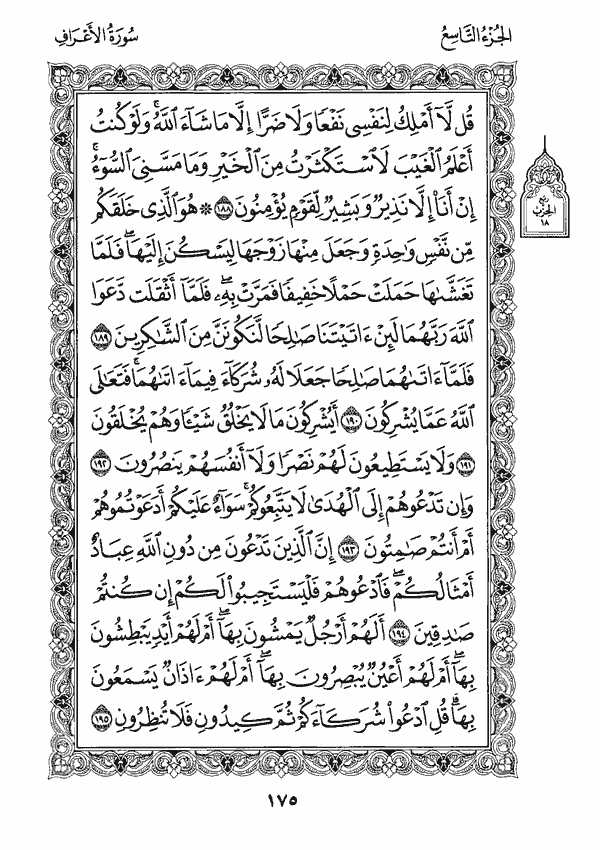 الجُزْءُ التَّاسِعُ
سُورَةُ الأَعْرَافِ
قُل لَّآ أَمْلِكُ لِنَفْسِى نَفْعًا وَلَا ضَرًّا إِلَّا مَا شَآءَ ٱللَّهُ ۚ وَلَوْ كُنتُ
أَعْلَمُ ٱلْغَيْبَ لَٱسْتَكْثَرْتُ مِنَ ٱلْخَيْرِ وَمَا مَسَّنِىَ ٱلسُّوٓءُ ۚ
إِنْ أَنَا۠ إِلَّا نَذِيرٌ وَبَشِيرٌ لِّقَوْمٍ يُؤْمِنُونَ ١٨٨ ۞ هُوَ ٱلَّذِى خَلَقَكُم
مِّن نَّفْسٍ وَٰحِدَةٍ وَجَعَلَ مِنْهَا زَوْجَهَا لِيَسْكُنَ إِلَيْهَا ۖ فَلَمَّا
تَغَشَّىٰهَا حَمَلَتْ حَمْلًا خَفِيفًا فَمَرَّتْ بِهِۦ ۖ فَلَمَّآ أَثْقَلَت دَّعَوَا
ٱللَّهَ رَبَّهُمَا لَئِنْ ءَاتَيْتَنَا صَٰلِحًا لَّنَكُونَنَّ مِنَ ٱلشَّٰكِرِينَ ١٨٩
فَلَمَّآ ءَاتَىٰهُمَا صَٰلِحًا جَعَلَا لَهُۥ شُرَكَآءَ فِيمَآ ءَاتَىٰهُمَا ۚ فَتَعَٰلَى
ٱللَّهُ عَمَّا يُشْرِكُونَ ١٩٠ أَيُشْرِكُونَ مَا لَا يَخْلُقُ شَيْـًٔا وَهُمْ يُخْلَقُونَ
١٩١ وَلَا يَسْتَطِيعُونَ لَهُمْ نَصْرًا وَلَآ أَنفُسَهُمْ يَنصُرُونَ ١٩٢
وَإِن تَدْعُوهُمْ إِلَى ٱلْهُدَىٰ لَا يَتَّبِعُوكُمْ ۚ سَوَآءٌ عَلَيْكُمْ أَدَعَوْتُمُوهُمْ
أَمْ أَنتُمْ صَٰمِتُونَ ١٩٣ إِنَّ ٱلَّذِينَ تَدْعُونَ مِن دُونِ ٱللَّهِ عِبَادٌ
أَمْثَالُكُمْ ۖ فَٱدْعُوهُمْ فَلْيَسْتَجِيبُوا۟ لَكُمْ إِن كُنتُمْ
صَٰدِقِينَ ١٩٤ أَلَهُمْ أَرْجُلٌ يَمْشُونَ بِهَآ ۖ أَمْ لَهُمْ أَيْدٍ يَبْطِشُونَ
بِهَآ ۖ أَمْ لَهُمْ أَعْيُنٌ يُبْصِرُونَ بِهَآ ۖ أَمْ لَهُمْ ءَاذَانٌ يَسْمَعُونَ
بِهَا ۗ قُلِ ٱدْعُوا۟ شُرَكَآءَكُمْ ثُمَّ كِيدُونِ فَلَا تُنظِرُونِ ١٩٥
ربع
الحزب
١٨
١٧٥